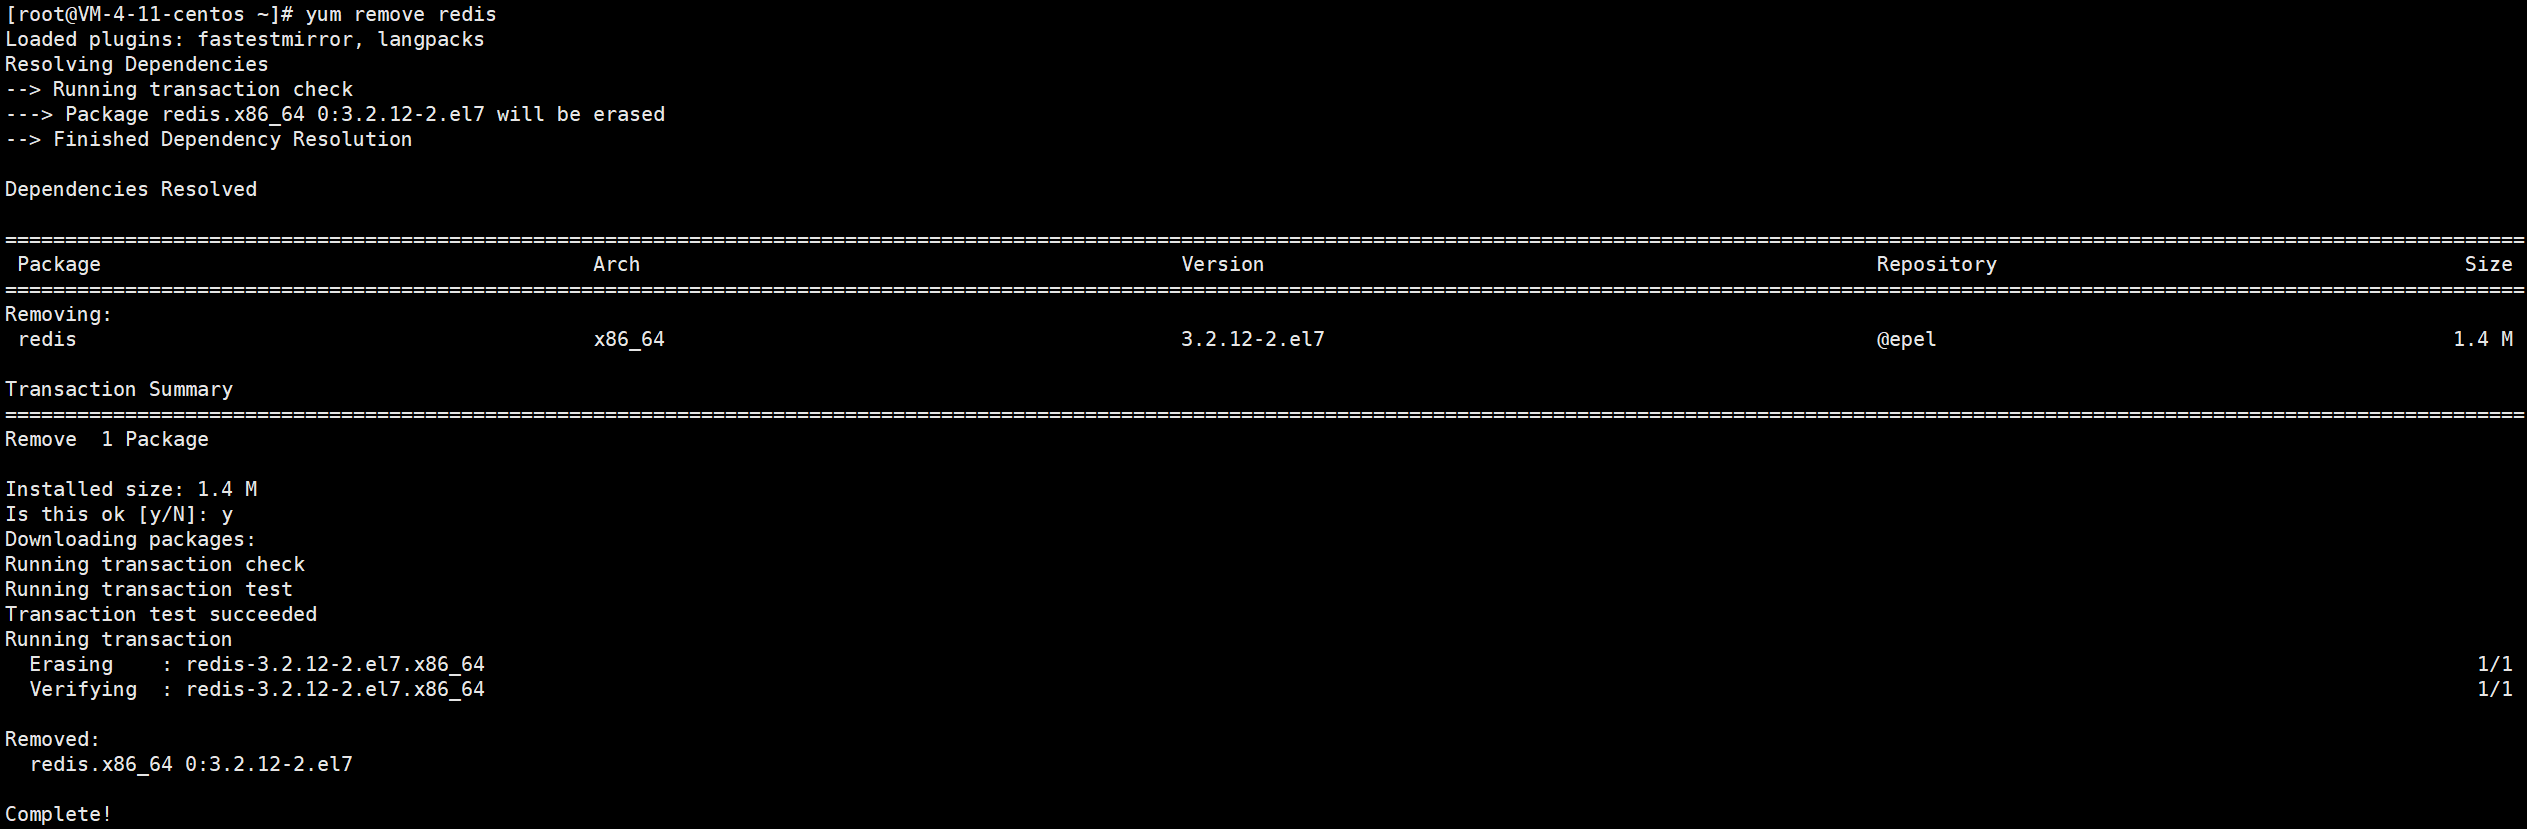 [root@VM-4-11-centos ~]# yum remove redis
Loaded plugins: fastestmirror, langpacks
Resolving Dependencies
--> Running transaction check
---> Package redis.x86_64 0:3.2.12-2.el7 will be erased
--> Finished Dependency Resolution
Dependencies Resolved
================================================================================
Package Arch Version Repository Size
================================================================================
Removing:
redis x86_64 3.2.12-2.el7 @epel 1.4 M
Transaction Summary
================================================================================
Remove  1 Package
Installed size: 1.4 M
Is this ok [y/N]: y
Downloading packages:
Running transaction check
Running transaction test
Transaction test succeeded
Running transaction
  Erasing    : redis-3.2.12-2.el7.x86_64 1/1
  Verifying  : redis-3.2.12-2.el7.x86_64 1/1
Removed:
  redis.x86_64 0:3.2.12-2.el7
Complete!